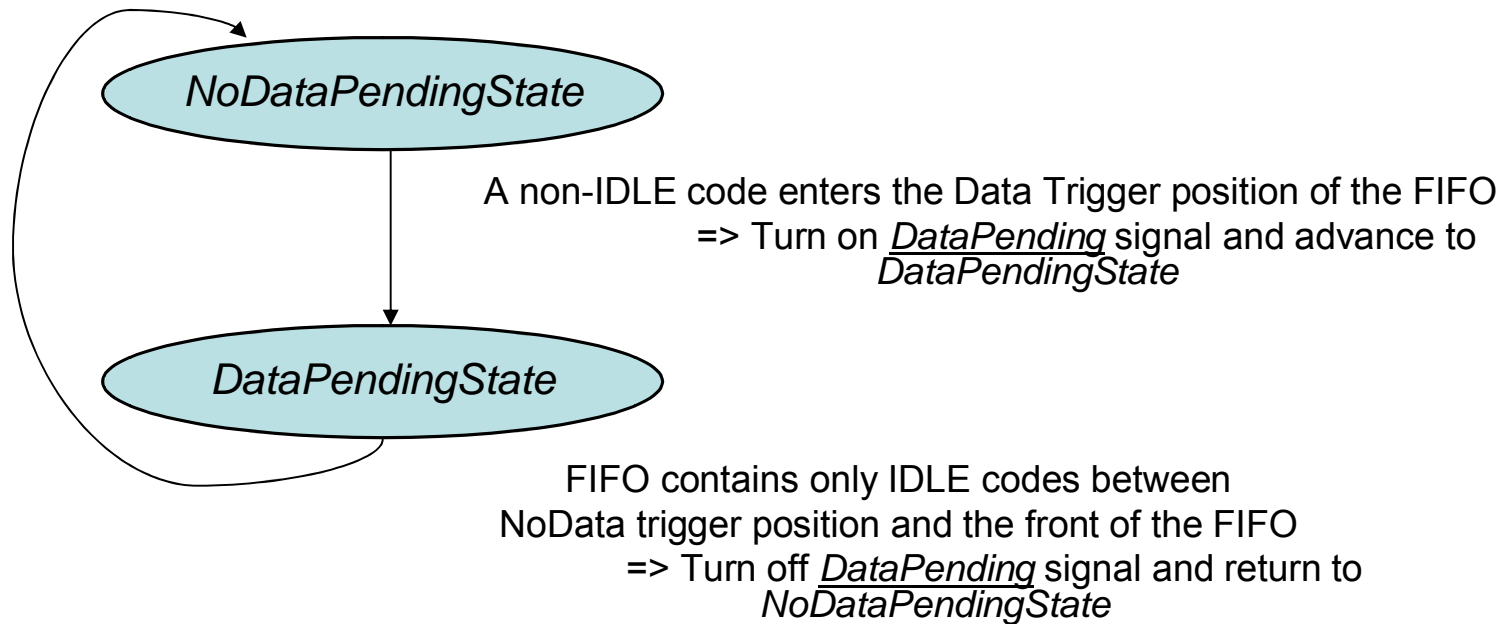 NoDataPendingState
A non-IDLE code enters the Data Trigger position of the FIFO
=> Turn on DataPending signal and advance to
DataPendingState
DataPendingState
FIFO contains only IDLE codes between
NoData trigger position and the front of the FIFO
=> Turn off DataPending signal and return to
NoDataPendingState